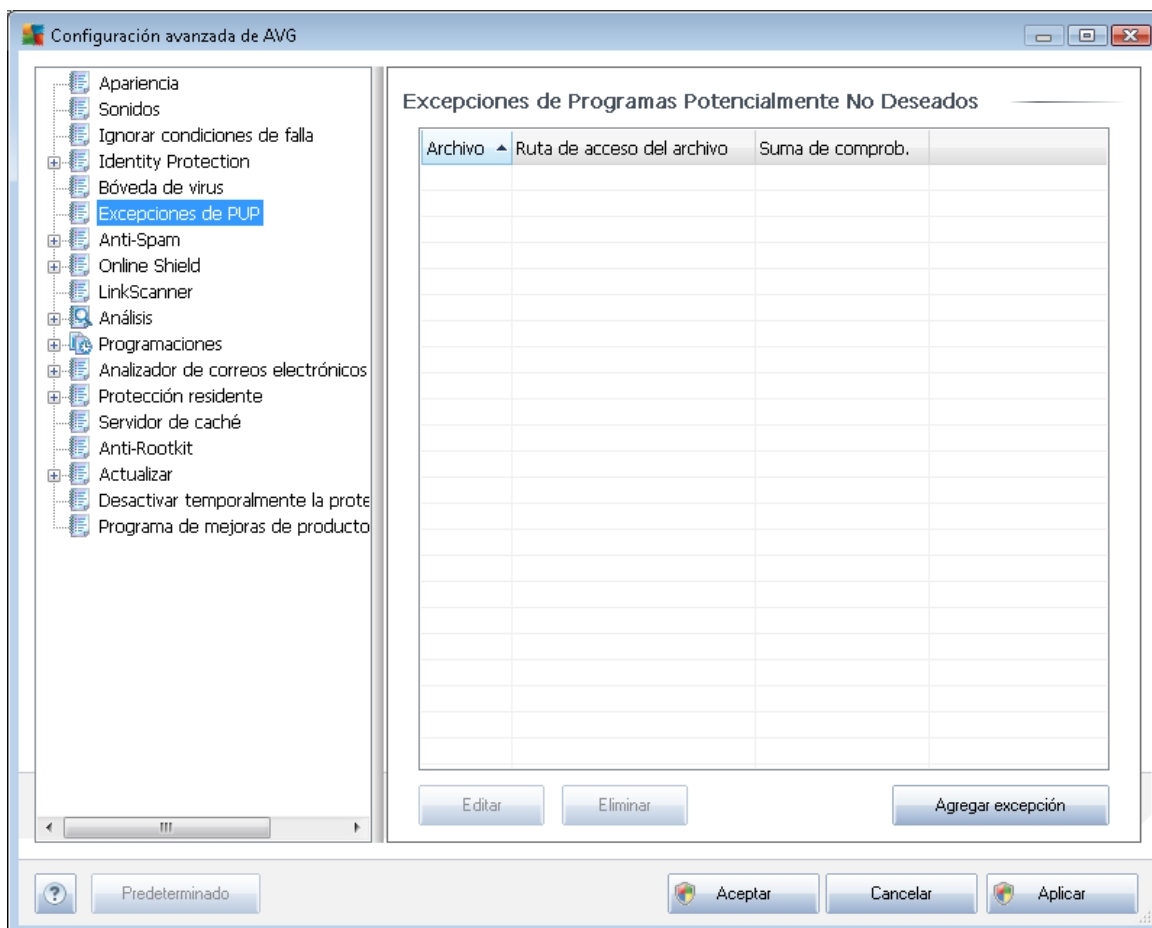 Configuración avanzada de AVG
Apariencia
Sonidos
Ignorar condiciones de falla
Identity Protection
Bóveda de virus
Excepciones de PUP
Anti-Spam
Online Shield
LinkScanner
Análisis
Programaciones
Analizador de correos electrónicos
Protección residente
Servidor de caché
Anti-Rootkit
Actualizar
Desactivar temporalmente la prote
Programa de mejoras de producto
Excepciones de Programas Potencialmente No Deseados
Archivo Ruta de acceso del archivo Suma de comprob.
Editar Eliminar Agregar excepción
Predeterminado Aceptar Cancelar Aplicar